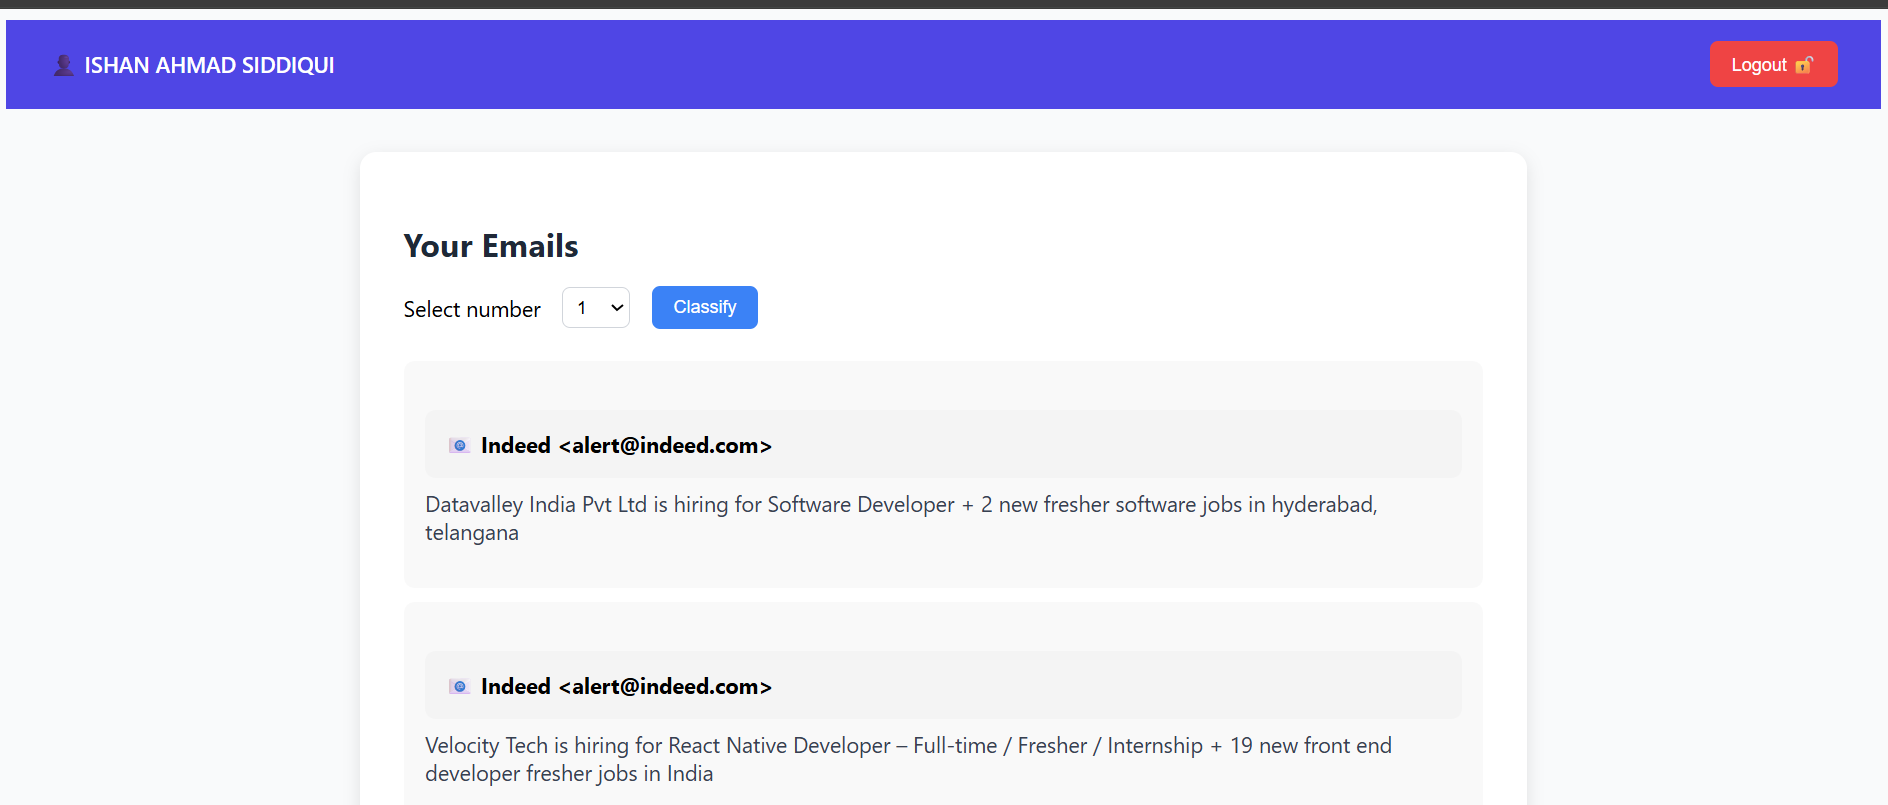 ISHAN AHMAD SIDDIQUI
Logout
Your Emails
Select number 1 Classify
Indeed <alert@indeed.com>
Datavalley India Pvt Ltd is hiring for Software Developer + 2 new fresher software jobs in hyderabad,
telangana
Indeed <alert@indeed.com>
Velocity Tech is hiring for React Native Developer – Full-time / Fresher / Internship + 19 new front end
developer fresher jobs in India